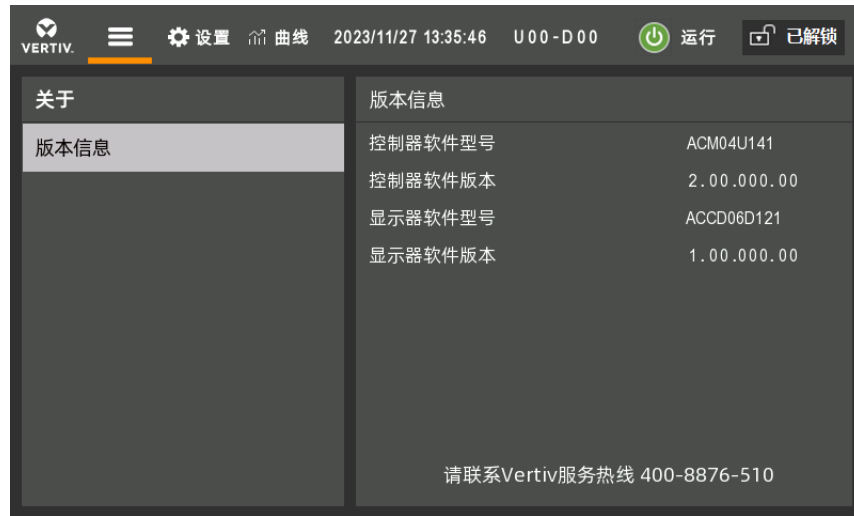 VERTIV. 设置 曲线 2023/11/27 13:35:46 U00-D00 运行 已解锁
关于
版本信息
版本信息
控制器软件型号 ACM04U141
控制器软件版本 2.00.000.00
显示器软件型号 ACCD06D121
显示器软件版本 1.00.000.00
请联系Vertiv服务热线 400-8876-510